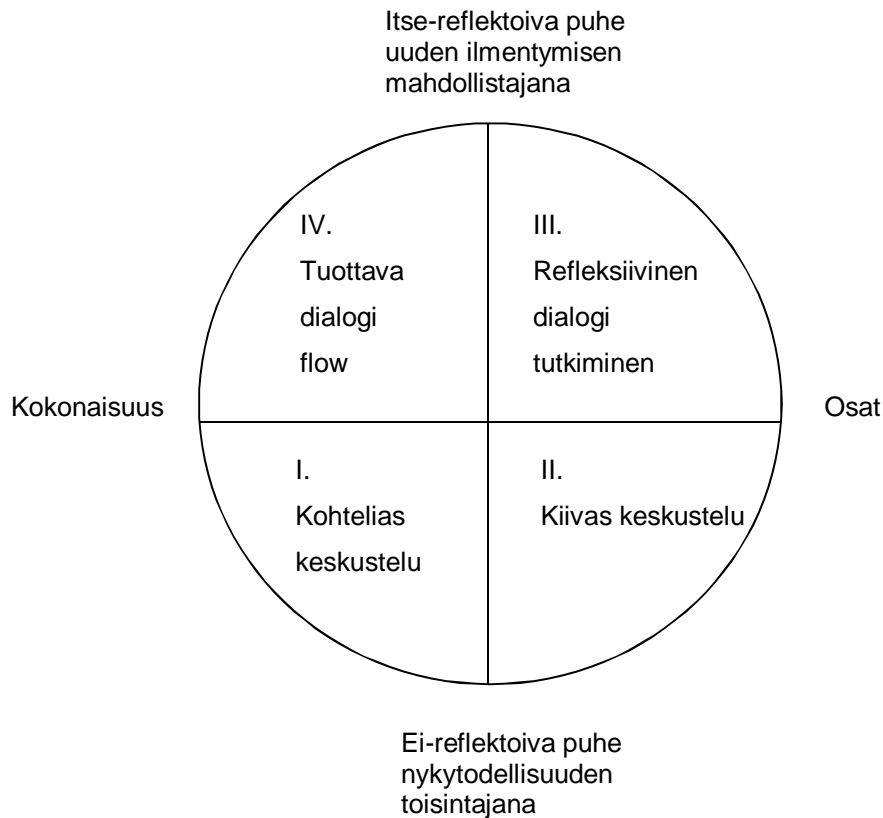 Itse-reflektoiva puhe
uuden ilmentymisen
mahdollistajana
IV.
Tuottava
dialogi
flow
III.
Refleksiivinen
dialogi
tutkiminen
Kokonaisuus
Osat
I.
Kohtelias
keskustelu
II.
Kiivas keskustelu
Ei-reflektoiva puhe
nykytodellisuuden
toisintajana